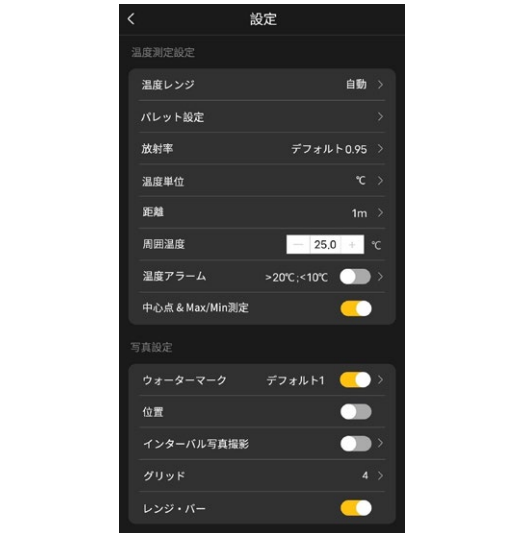 設定
温度測定設定
温度レンジ 自動
パレット設定
放射率 デフォルト0.95
温度単位 ℃
距離 1m
周囲温度 － 25.0 + ℃
温度アラーム >20℃;<10℃
中心点 & Max/Min測定
写真設定
ウォーターマーク デフォルト1
位置
インターバル写真撮影
グリッド 4
レンジ・バー